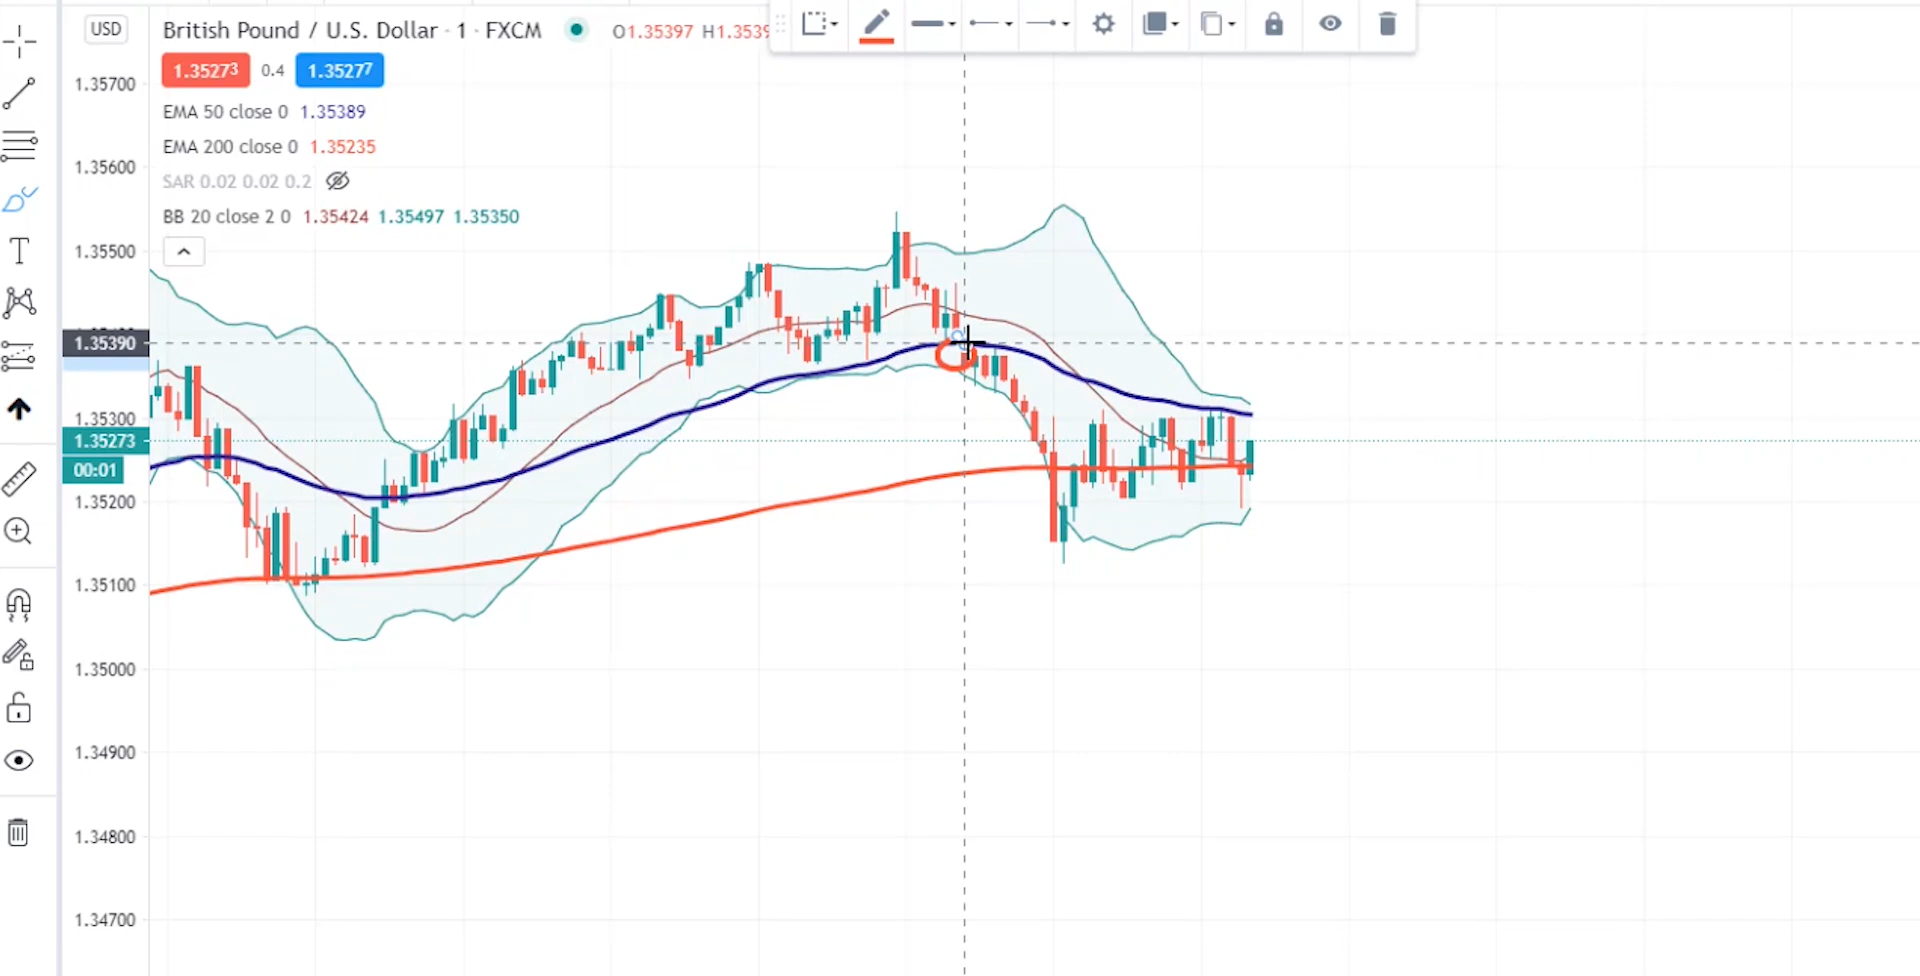 USD
British Pound / U.S. Dollar · 1 · FXCM O1.35397 H1.3539
1.35273 0.4 1.35277
EMA 50 close 0 1.35389
EMA 200 close 0 1.35235
SAR 0.02 0.02 0.2
BB 20 close 2 0 1.35424 1.35497 1.35350
1.35700
1.35600
1.35500
1.35390
1.35300
1.35273
00:01
1.35200
1.35100
1.35000
1.34900
1.34800
1.34700